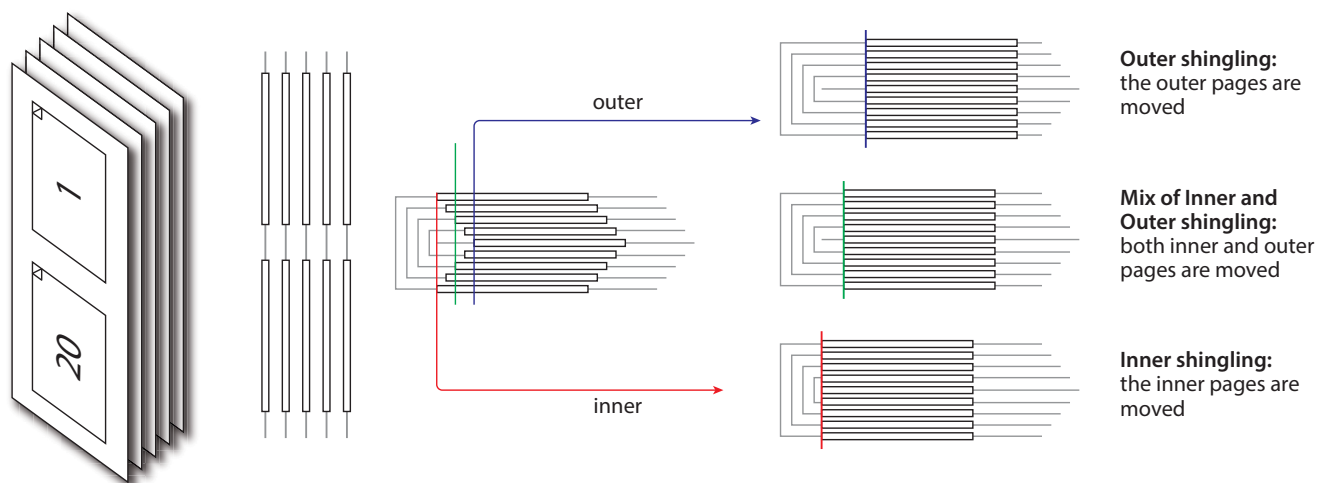 1
20
outer
inner
Outer shingling:
the outer pages are
moved
Mix of Inner and
Outer shingling:
both inner and outer
pages are moved
Inner shingling:
the inner pages are
moved